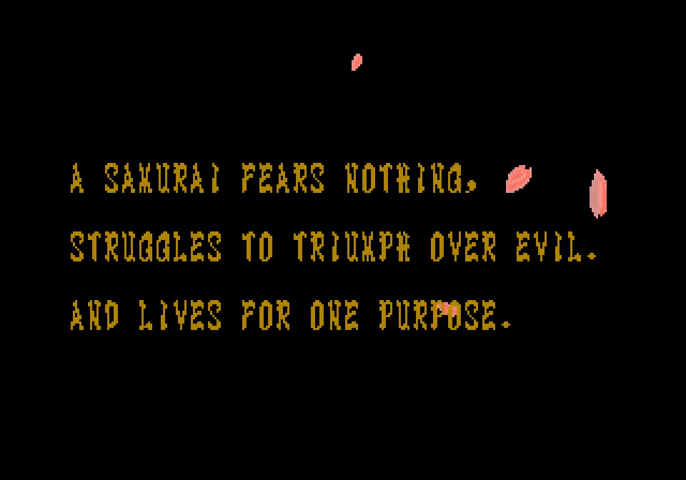 A SAMURAI FEARS NOTHING,
STRUGGLES TO TRIUMPH OVER EVIL.
AND LIVES FOR ONE PURPOSE.